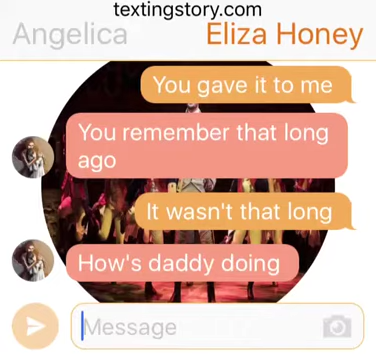 textingstory.com
Angelica Eliza Honey
You gave it to me
You remember that long
ago
It wasn't that long
How's daddy doing
Message